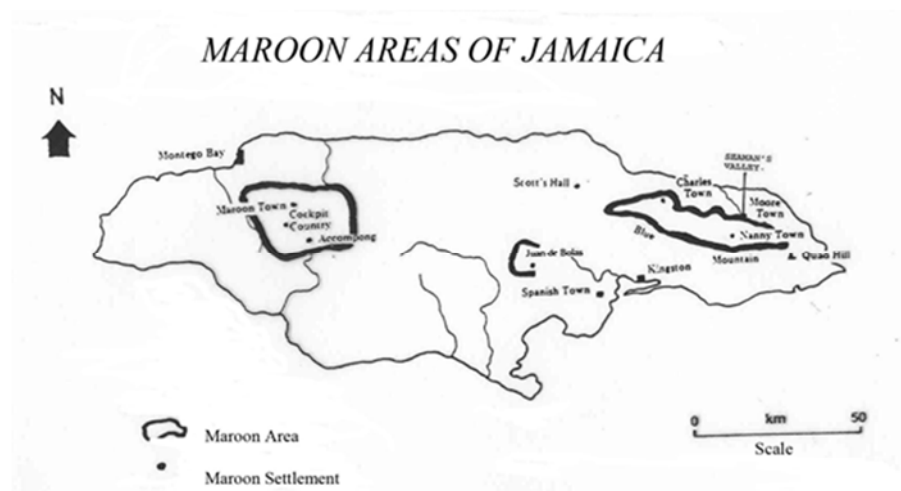 MAROON AREAS OF JAMAICA
N
Montego Bay
SEAMAN'S
VALLEY.
Scott's Hall
Charles
Town
Maroon Town
Cockpit
Country
Accompong
Moore
Town
Blue
Nanny Town
Juan de Bolas
Mountain
Quao Hill
Kingston
Spanish Town
0 km 50
Scale
Maroon Area
Maroon Settlement